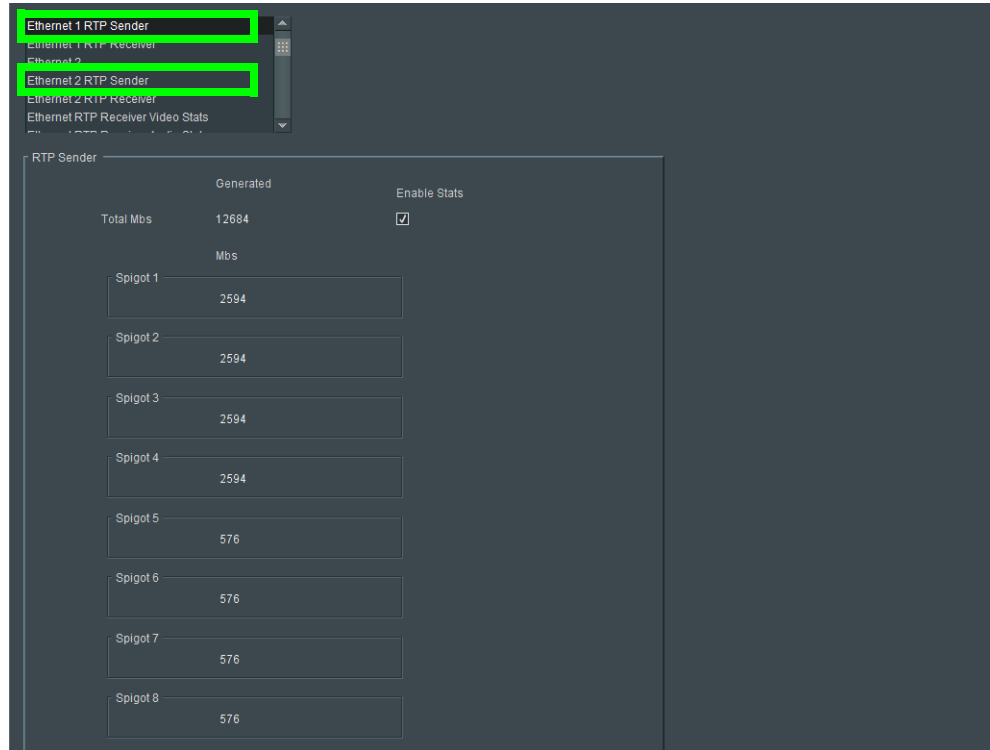 Ethernet 1 RTP Sender
Ethernet 1 RTP Receiver
Ethernet 2
Ethernet 2 RTP Sender
Ethernet 2 RTP Receiver
Ethernet RTP Receiver Video Stats
RTP Sender
Generated
Enable Stats
Total Mbs 12684
Mbs
Spigot 1
2594
Spigot 2
2594
Spigot 3
2594
Spigot 4
2594
Spigot 5
576
Spigot 6
576
Spigot 7
576
Spigot 8
576